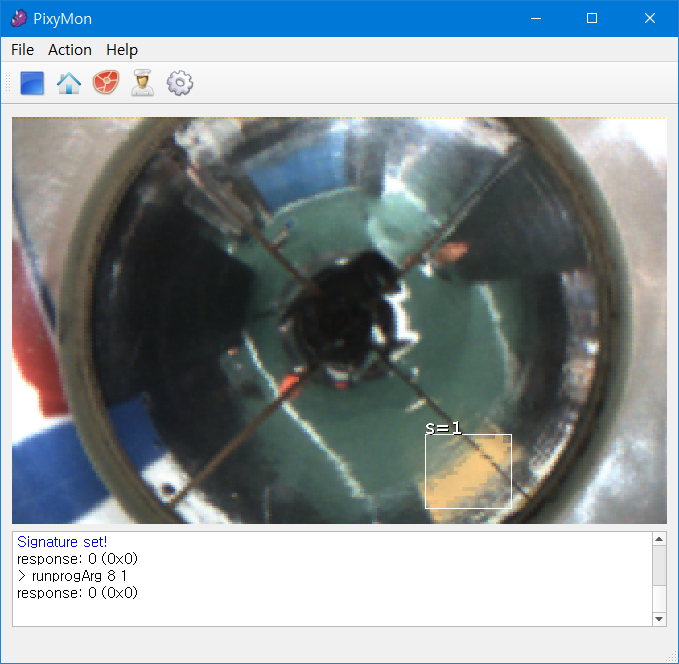 PixyMon
File Action Help
s=1
Signature set!
response: 0 (0x0)
> runprogArg 8 1
response: 0 (0x0)